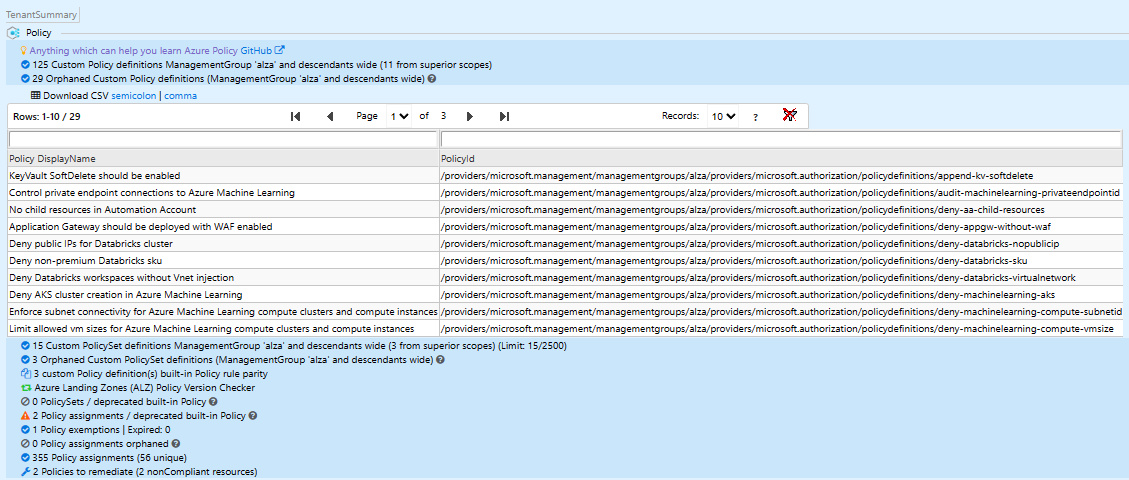 TenantSummary
Policy
Anything which can help you learn Azure Policy GitHub
125 Custom Policy definitions ManagementGroup 'alza' and descendants wide (11 from superior scopes)
29 Orphaned Custom Policy definitions (ManagementGroup 'alza' and descendants wide) ?
Download CSV semicolon | comma
Rows: 1-10 / 29 Page 1 of 3 Records: 10 ?
Policy DisplayName PolicyId
KeyVault SoftDelete should be enabled /providers/microsoft.management/managementgroups/alza/providers/microsoft.authorization/policydefinitions/append-kv-softdelete
Control private endpoint connections to Azure Machine Learning /providers/microsoft.management/managementgroups/alza/providers/microsoft.authorization/policydefinitions/audit-machinelearning-privateendpointid
No child resources in Automation Account /providers/microsoft.management/managementgroups/alza/providers/microsoft.authorization/policydefinitions/deny-aa-child-resources
Application Gateway should be deployed with WAF enabled /providers/microsoft.management/managementgroups/alza/providers/microsoft.authorization/policydefinitions/deny-appgw-without-waf
Deny public IPs for Databricks cluster /providers/microsoft.management/managementgroups/alza/providers/microsoft.authorization/policydefinitions/deny-databricks-nopublicip
Deny non-premium Databricks sku /providers/microsoft.management/managementgroups/alza/providers/microsoft.authorization/policydefinitions/deny-databricks-sku
Deny Databricks workspaces without Vnet injection /providers/microsoft.management/managementgroups/alza/providers/microsoft.authorization/policydefinitions/deny-databricks-virtualnetwork
Deny AKS cluster creation in Azure Machine Learning /providers/microsoft.management/managementgroups/alza/providers/microsoft.authorization/policydefinitions/deny-machinelearning-aks
Enforce subnet connectivity for Azure Machine Learning compute clusters and compute instances /providers/microsoft.management/managementgroups/alza/providers/microsoft.authorization/policydefinitions/deny-machinelearning-compute-subnetid
Limit allowed vm sizes for Azure Machine Learning compute clusters and compute instances /providers/microsoft.management/managementgroups/alza/providers/microsoft.authorization/policydefinitions/deny-machinelearning-compute-vmsize
15 Custom PolicySet definitions ManagementGroup 'alza' and descendants wide (3 from superior scopes) (Limit: 15/2500)
3 Orphaned Custom PolicySet definitions (ManagementGroup 'alza' and descendants wide) ?
3 custom Policy definition(s) built-in Policy rule parity
Azure Landing Zones (ALZ) Policy Version Checker
0 PolicySets / deprecated built-in Policy ?
2 Policy assignments / deprecated built-in Policy ?
1 Policy exemptions | Expired: 0
0 Policy assignments orphaned ?
355 Policy assignments (56 unique)
2 Policies to remediate (2 nonCompliant resources)